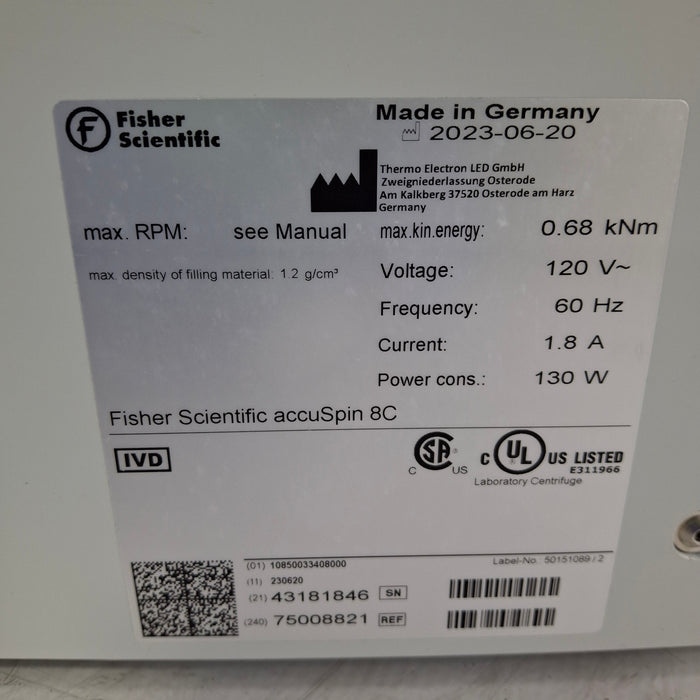 Fisher
Scientific
Made in Germany
2023-06-20
Thermo Electron LED GmbH
Zweigniederlassung Osterode
Am Kalkberg 37520 Osterode am Harz
Germany
max. RPM: see Manual
max. density of filling material: 1.2 g/cm³
max.kin.energy: 0.68 kNm
Voltage: 120 V~
Frequency: 60 Hz
Current: 1.8 A
Power cons.: 130 W
Fisher Scientific accuSpin 8C
IVD
C SA ® US
C UL ® US LISTED
E311966
Laboratory Centrifuge
(01) 10850033408000
Label-No. 50151089 / 2
(11) 230620
(21) 43181846 SN
(240) 75008821 REF